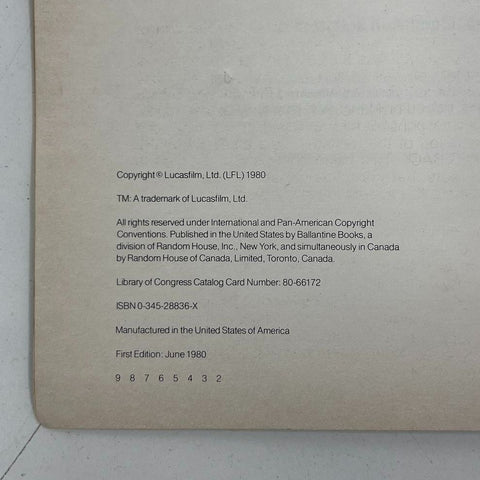 Copyright © Lucasfilm, Ltd. (LFL) 1980
TM: A trademark of Lucasfilm, Ltd.
All rights reserved under International and Pan-American Copyright
Conventions. Published in the United States by Ballantine Books, a
division of Random House, Inc., New York, and simultaneously in Canada
by Random House of Canada, Limited, Toronto, Canada.
Library of Congress Catalog Card Number: 80-66172
ISBN 0-345-28836-X
Manufactured in the United States of America
First Edition: June 1980
9 8 7 6 5 4 3 2